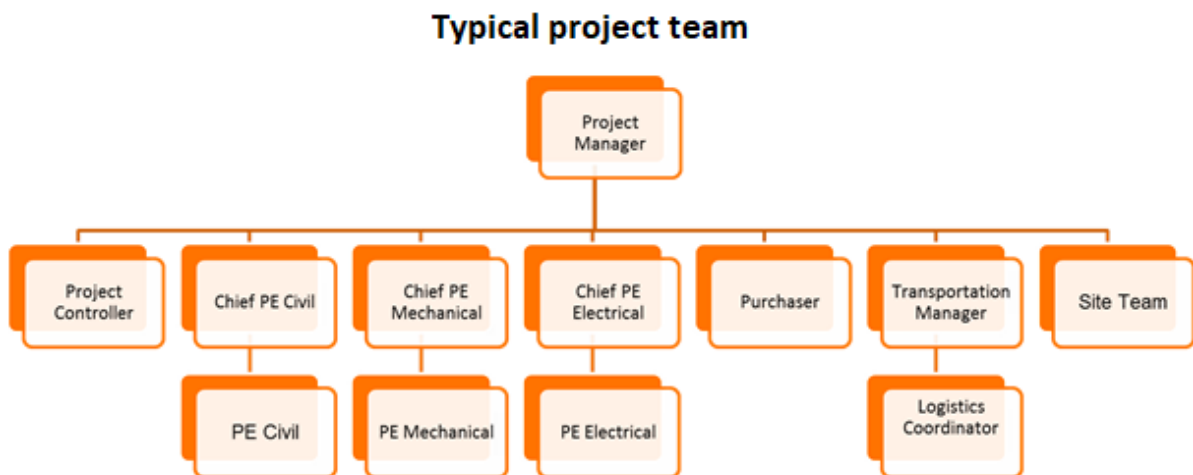 Typical project team
Project
Manager
Project
Controller
Chief PE Civil
Chief PE
Mechanical
Chief PE
Electrical
Purchaser
Transportation
Manager
Site Team
PE Civil
PE Mechanical
PE Electrical
Logistics
Coordinator